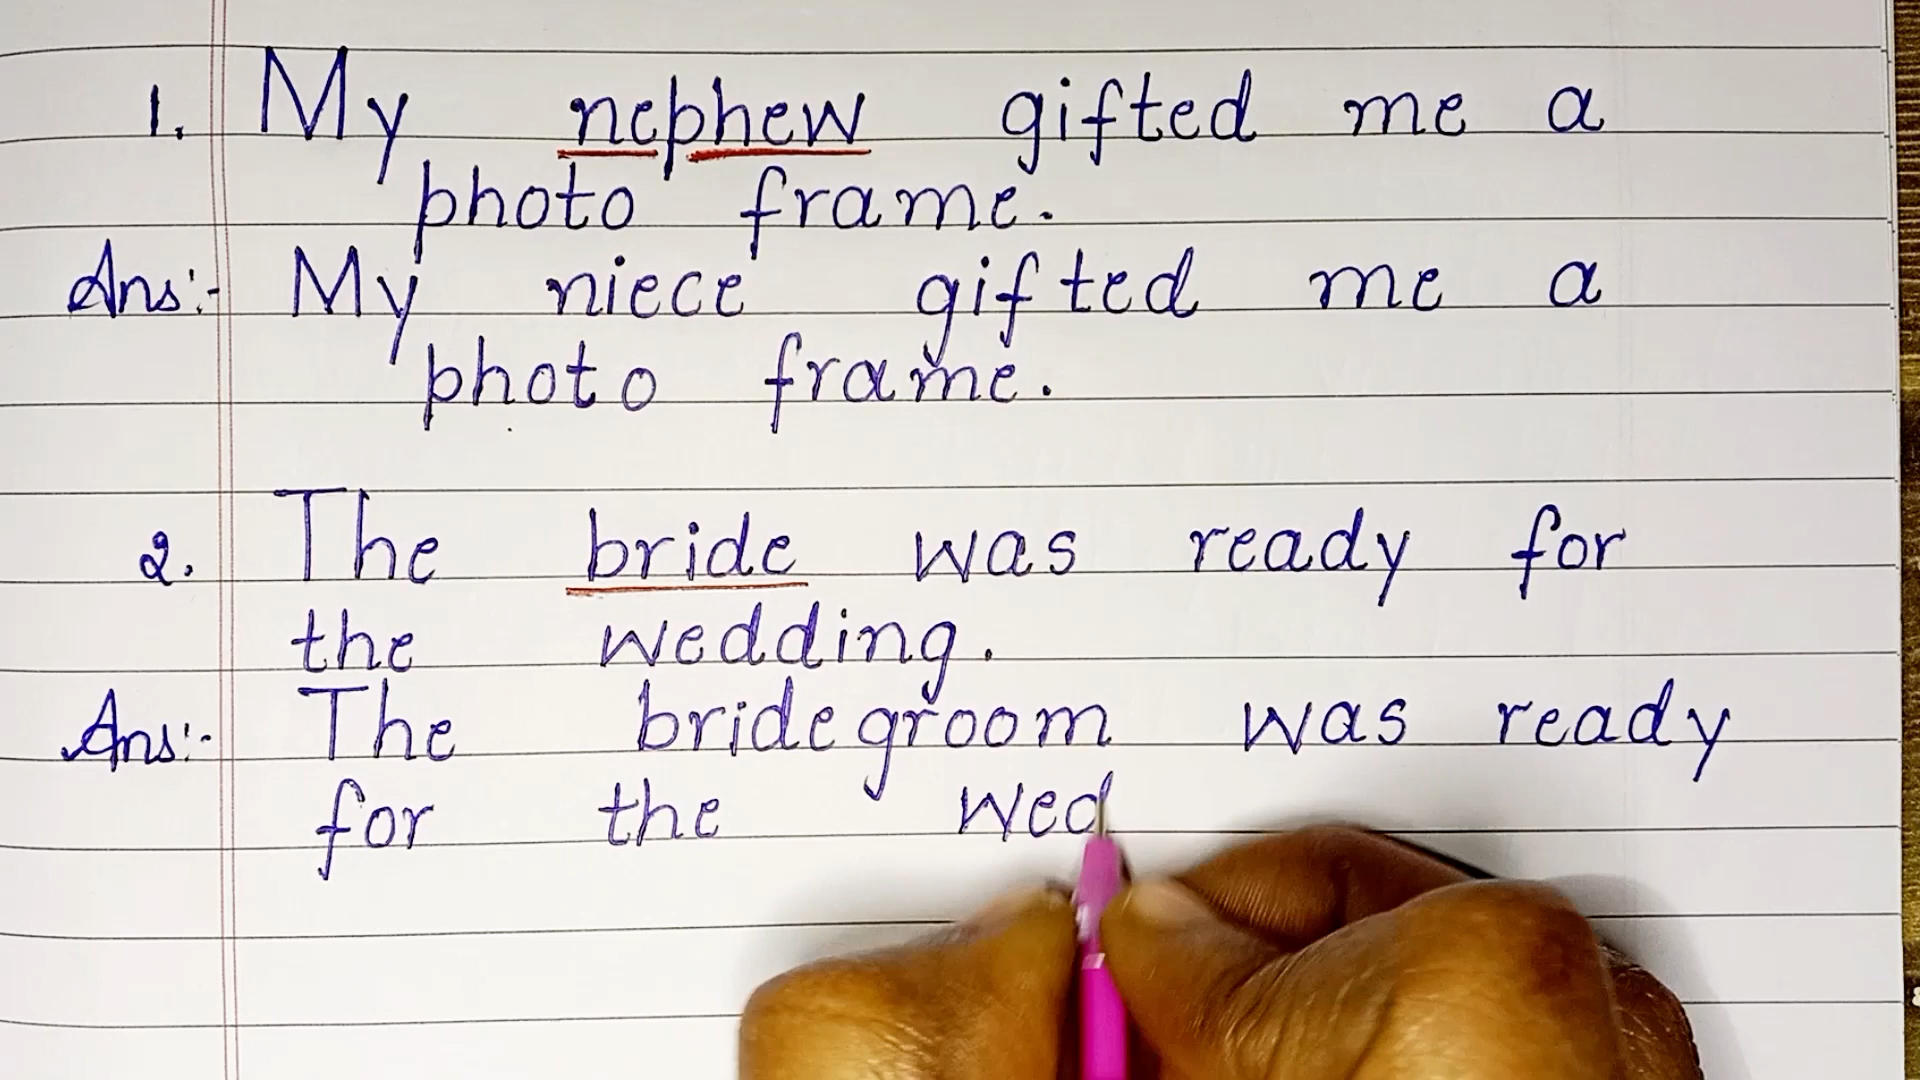 1. My nephew gifted me a
photo frame.
Ans:- My niece gifted me a
photo frame.
2. The bride was ready for
the wedding.
Ans:- The bridegroom was ready
for the wed